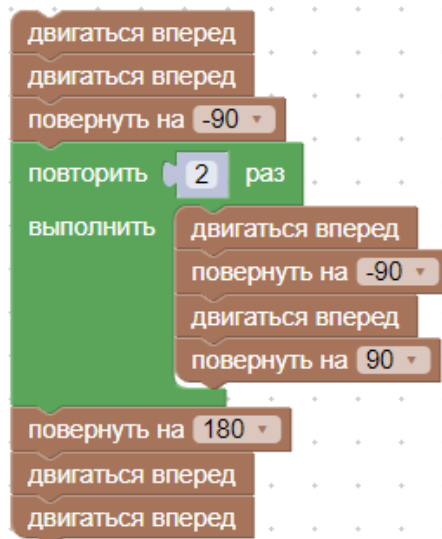 двигаться вперед
двигаться вперед
повернуть на -90
повторить 2 раз
выполнить двигаться вперед
повернуть на -90
двигаться вперед
повернуть на 90
повернуть на 180
двигаться вперед
двигаться вперед